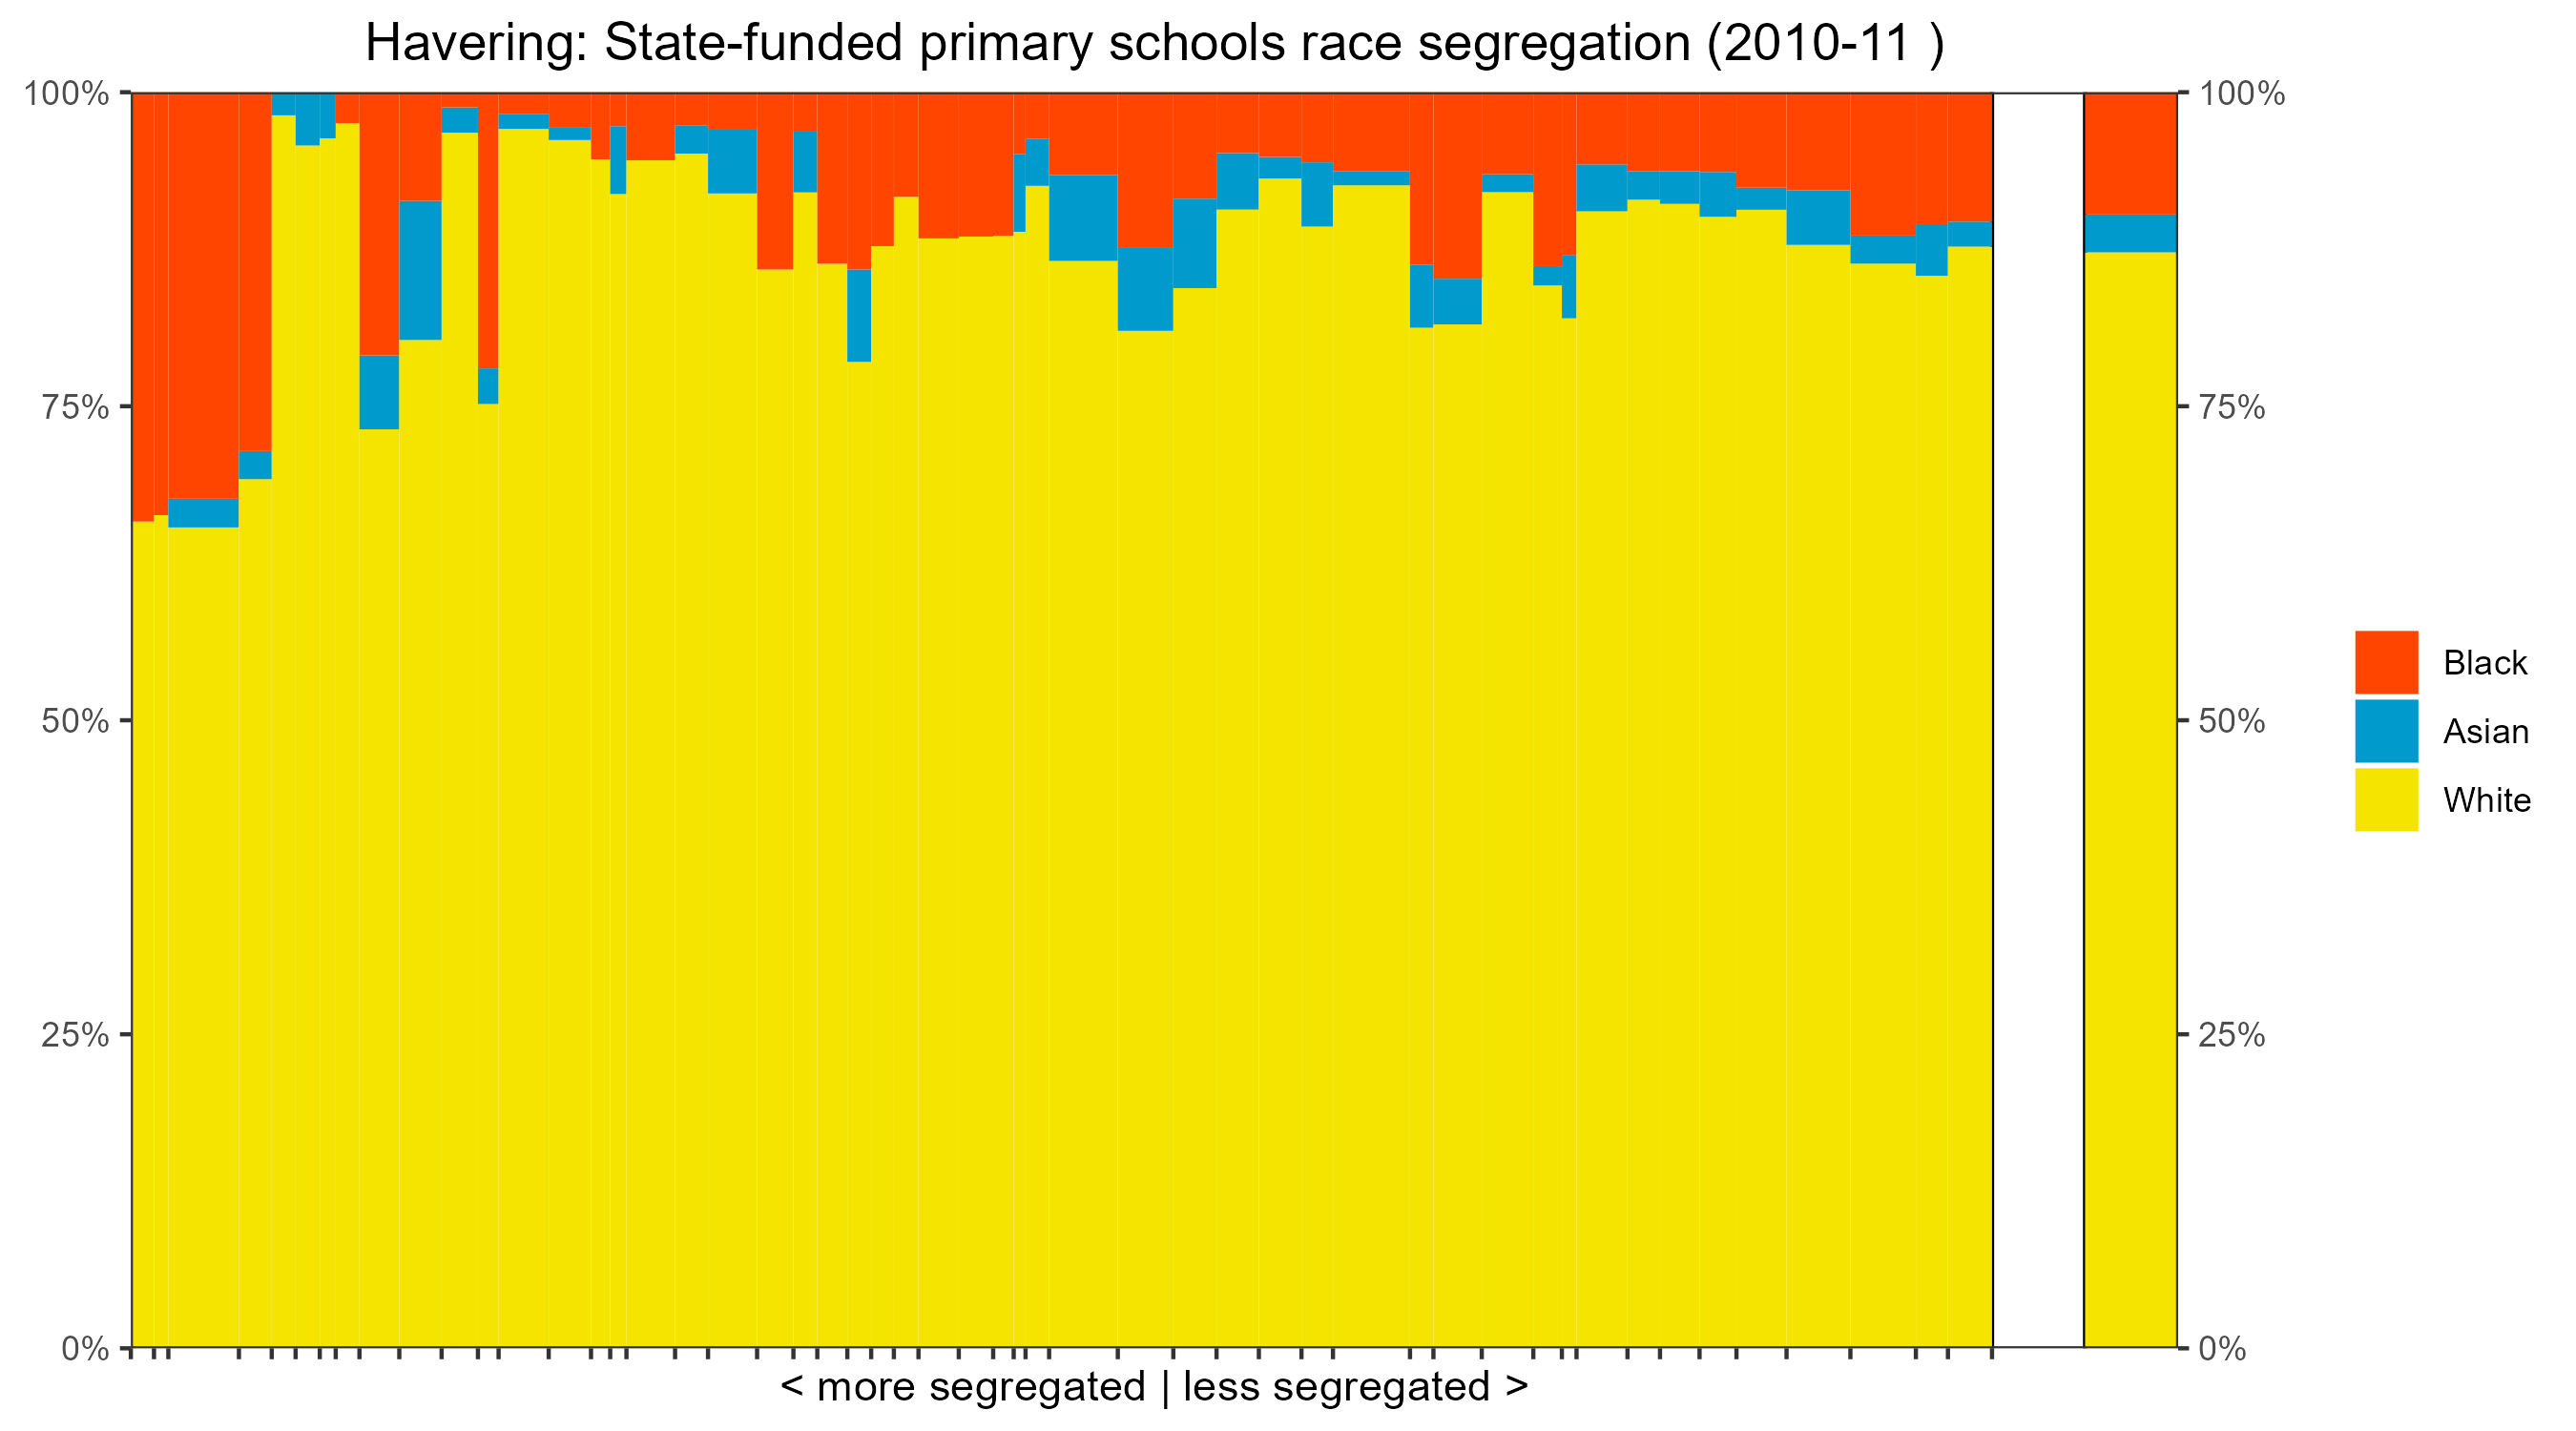 Havering: State-funded primary schools race segregation (2010-11 )
100%
75%
50%
25%
0%
100%
75%
50%
25%
0%
Black
Asian
White
< more segregated | less segregated >